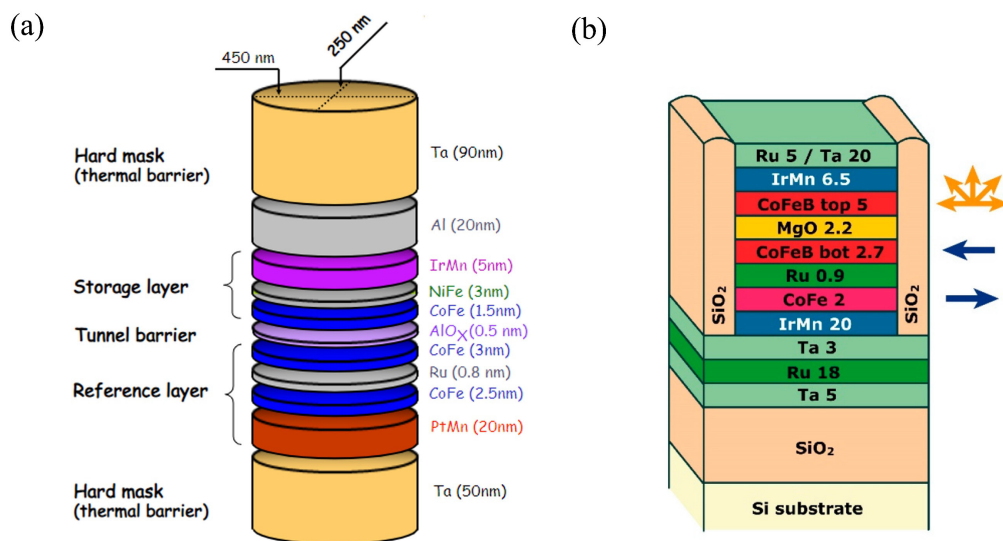 (a)
450 nm
250 nm
Hard mask
(thermal barrier)
Ta (90nm)
Al (20nm)
Storage layer
IrMn (5nm)
NiFe (3nm)
CoFe (1.5nm)
Tunnel barrier
AlOX (0.5 nm)
Reference layer
CoFe (3nm)
Ru (0.8 nm)
CoFe (2.5nm)
PtMn (20nm)
Hard mask
(thermal barrier)
Ta (50nm)
(b)
Ru 5 / Ta 20
IrMn 6.5
CoFeB top 5
MgO 2.2
CoFeB bot 2.7
Ru 0.9
CoFe 2
IrMn 20
SiO2
SiO2
Ta 3
Ru 18
Ta 5
SiO2
Si substrate